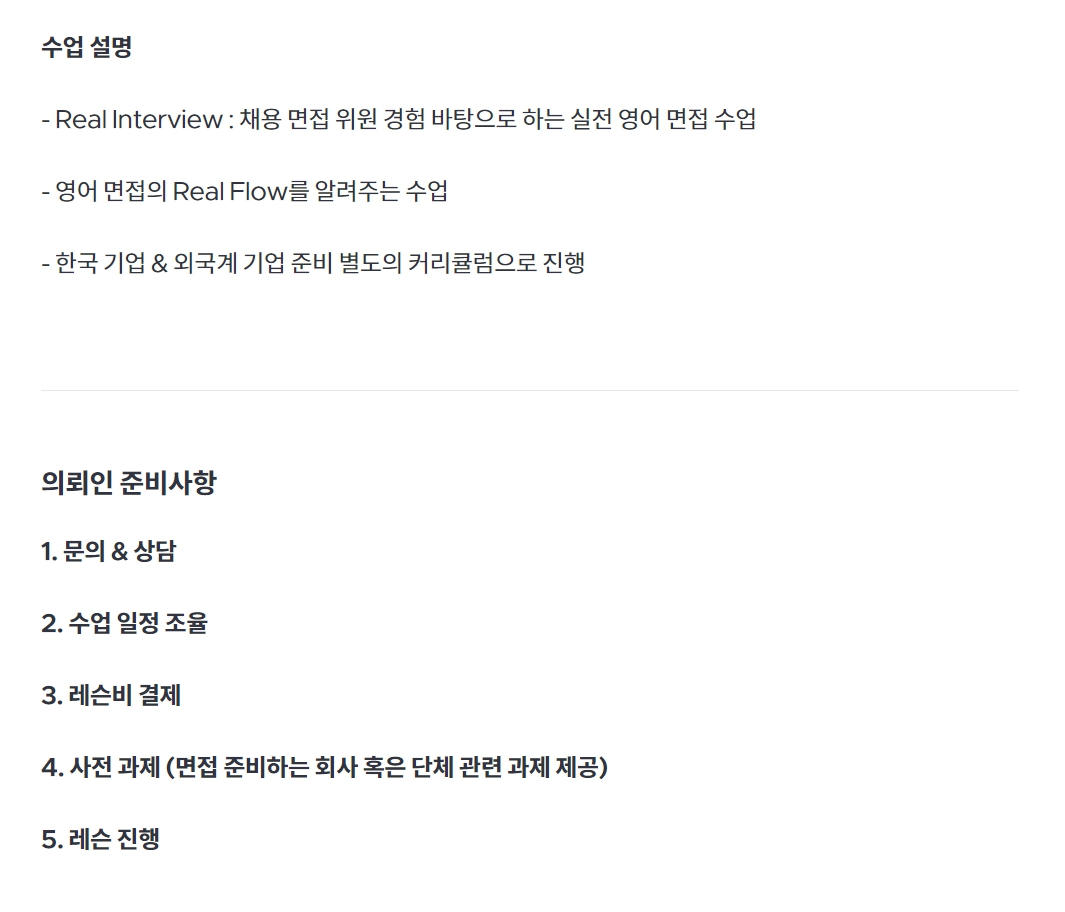 수업 설명
- Real Interview : 채용 면접 위원 경험 바탕으로 하는 실전 영어 면접 수업
- 영어 면접의 Real Flow를 알려주는 수업
- 한국 기업 & 외국계 기업 준비 별도의 커리큘럼으로 진행
의뢰인 준비사항
1. 문의 & 상담
2. 수업 일정 조율
3. 레슨비 결제
4. 사전 과제 (면접 준비하는 회사 혹은 단체 관련 과제 제공)
5. 레슨 진행